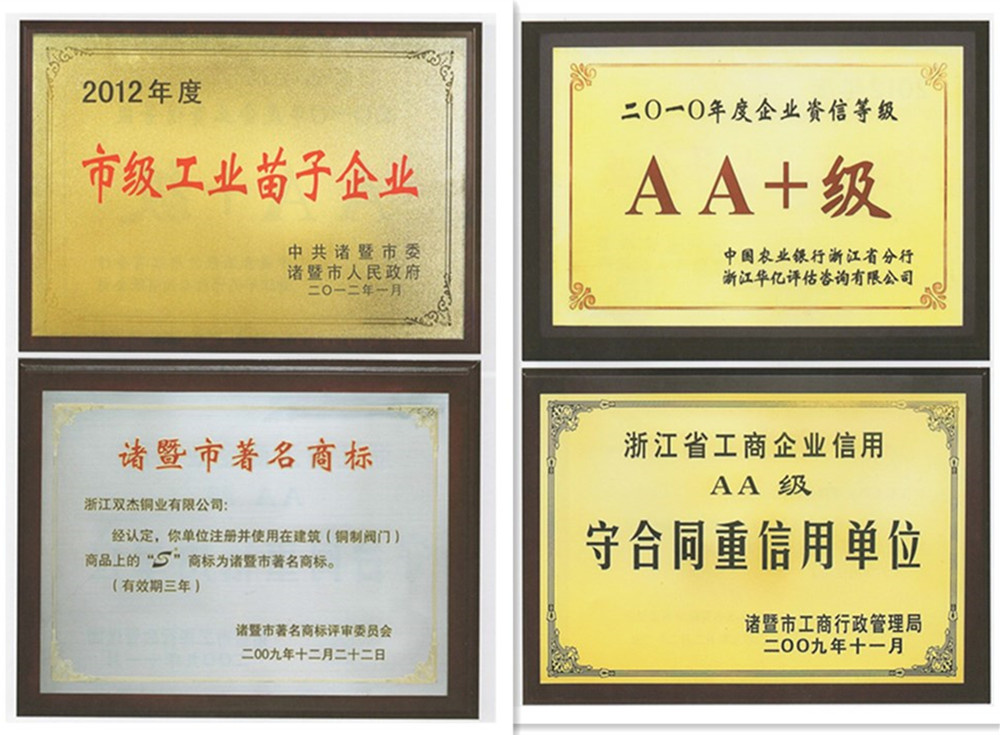 2012年度
市级工业苗子企业
中共诸暨市委
诸暨市人民政府
二〇一二年一月
二〇一〇年度企业资信等级
AA+级
中国农业银行浙江省分行
浙江华亿评估咨询有限公司
诸暨市著名商标
浙江双杰铜业有限公司:
经认定，你单位注册并使用在建筑（铜制阀门）
商品上的“S”商标为诸暨市著名商标。
（有效期三年）
诸暨市著名商标评审委员会
二〇〇九年十二月二十二日
浙江省工商企业信用
AA 级
守合同重信用单位
诸暨市工商行政管理局
二〇〇九年十一月